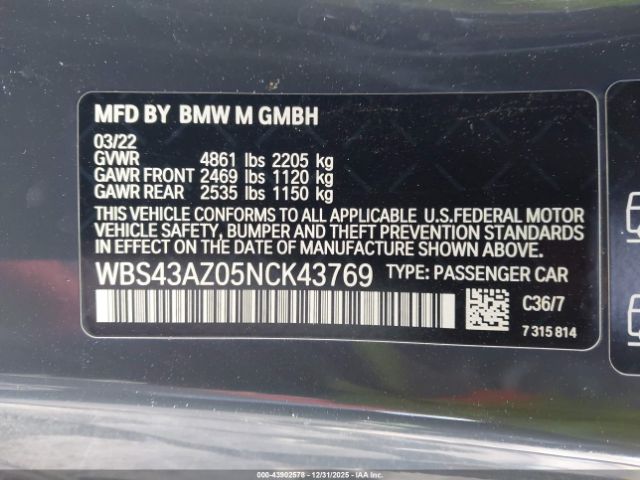 MFD BY BMW M GMBH
03/22
GVWR 4861 lbs 2205 kg
GAWR FRONT 2469 lbs 1120 kg
GAWR REAR 2535 lbs 1150 kg
THIS VEHICLE CONFORMS TO ALL APPLICABLE U.S.FEDERAL MOTOR
VEHICLE SAFETY, BUMPER AND THEFT PREVENTION STANDARDS
IN EFFECT ON THE DATE OF MANUFACTURE SHOWN ABOVE.
WBS43AZ05NCK43769 TYPE: PASSENGER CAR
C36/7
7 315 814
000-43902578 - 12/31/2025 - IAAI.CA